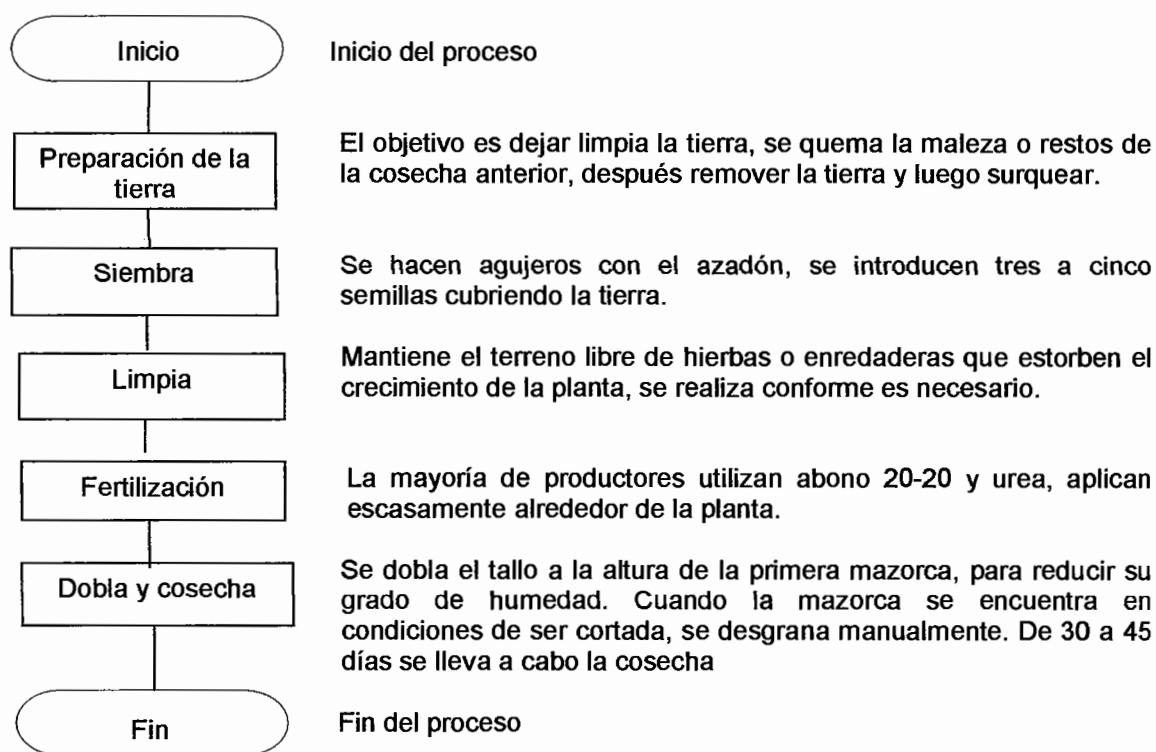 Inicio
Inicio del proceso
Preparación de la
tierra
El objetivo es dejar limpia la tierra, se quema la maleza o restos de
la cosecha anterior, después remover la tierra y luego surquear.
Siembra
Se hacen agujeros con el azadón, se introducen tres a cinco
semillas cubriendo la tierra.
Limpia
Mantiene el terreno libre de hierbas o enredaderas que estorben el
crecimiento de la planta, se realiza conforme es necesario.
Fertilización
La mayoría de productores utilizan abono 20-20 y urea, aplican
escasamente alrededor de la planta.
Dobla y cosecha
Se dobla el tallo a la altura de la primera mazorca, para reducir su
grado de humedad. Cuando la mazorca se encuentra en
condiciones de ser cortada, se desgrana manualmente. De 30 a 45
días se lleva a cabo la cosecha
Fin
Fin del proceso